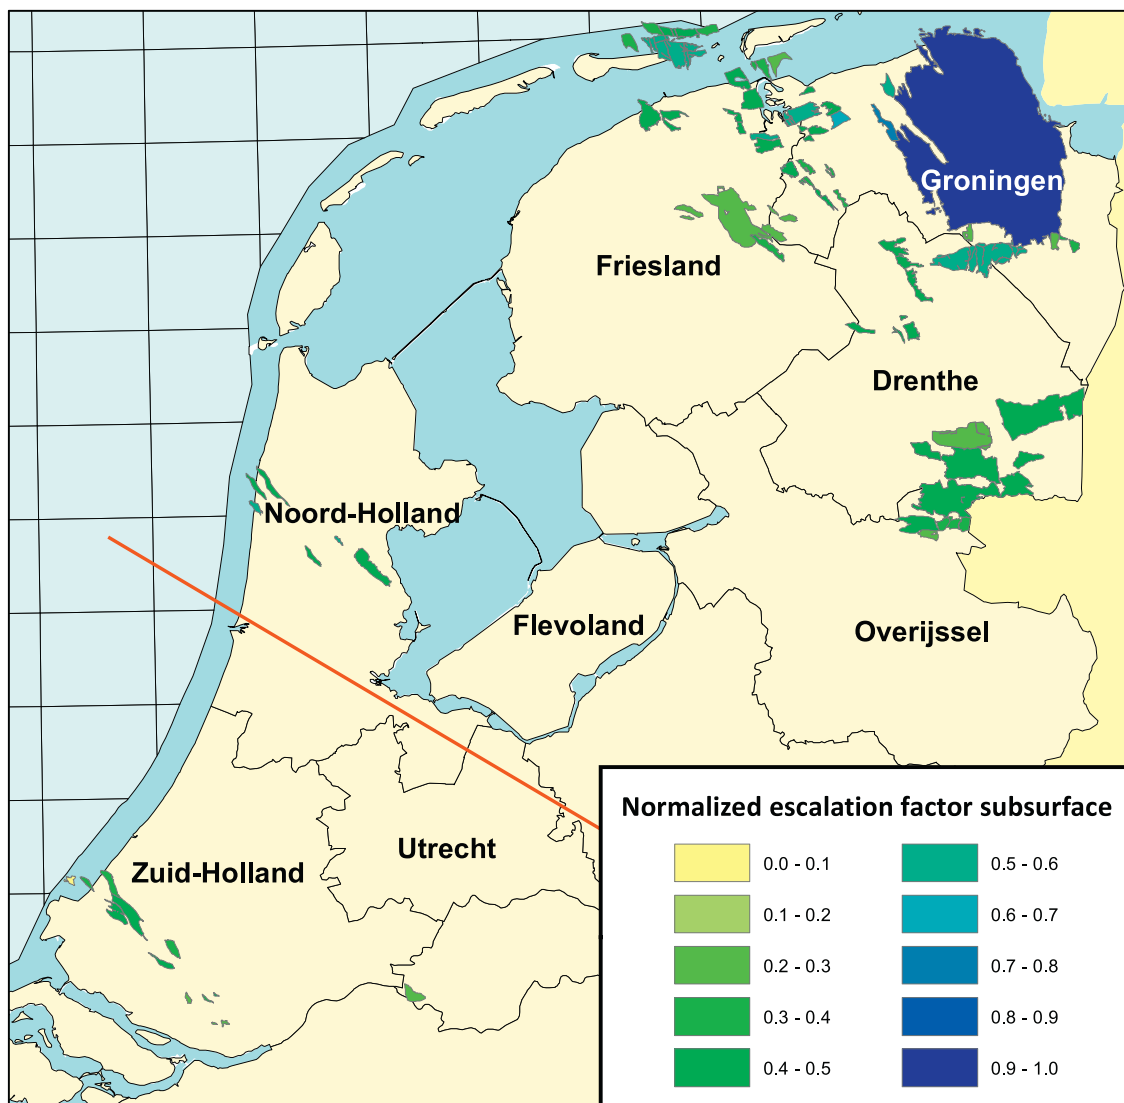 Groningen
Friesland
Drenthe
Noord-Holland
Flevoland
Overijssel
Utrecht
Zuid-Holland
Normalized escalation factor subsurface
0.0 - 0.1
0.1 - 0.2
0.2 - 0.3
0.3 - 0.4
0.4 - 0.5
0.5 - 0.6
0.6 - 0.7
0.7 - 0.8
0.8 - 0.9
0.9 - 1.0